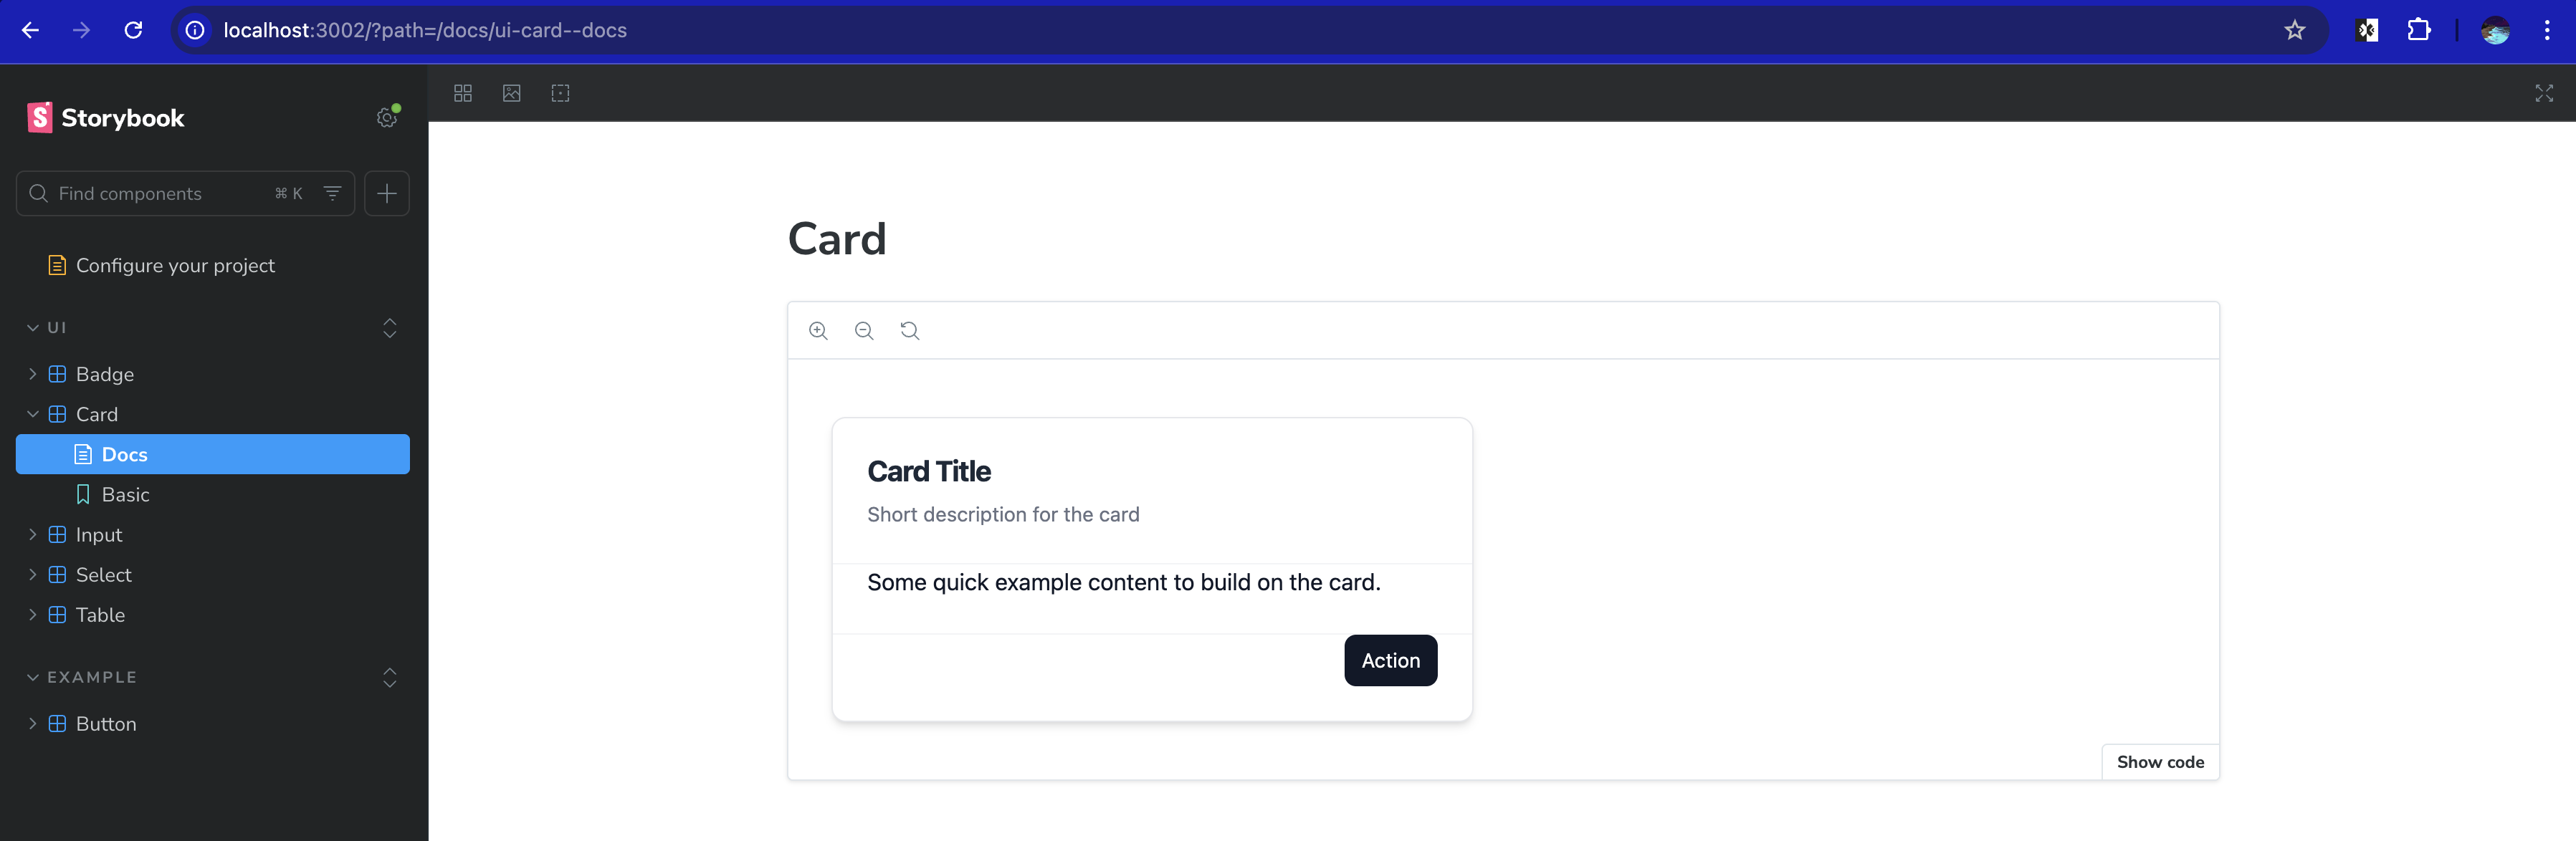 localhost:3002/?path=/docs/ui-card--docs
Storybook
Find components ⌘ K
Configure your project
UI
Badge
Card
Docs
Basic
Input
Select
Table
EXAMPLE
Button
Card
Card Title
Short description for the card
Some quick example content to build on the card.
Action
Show code